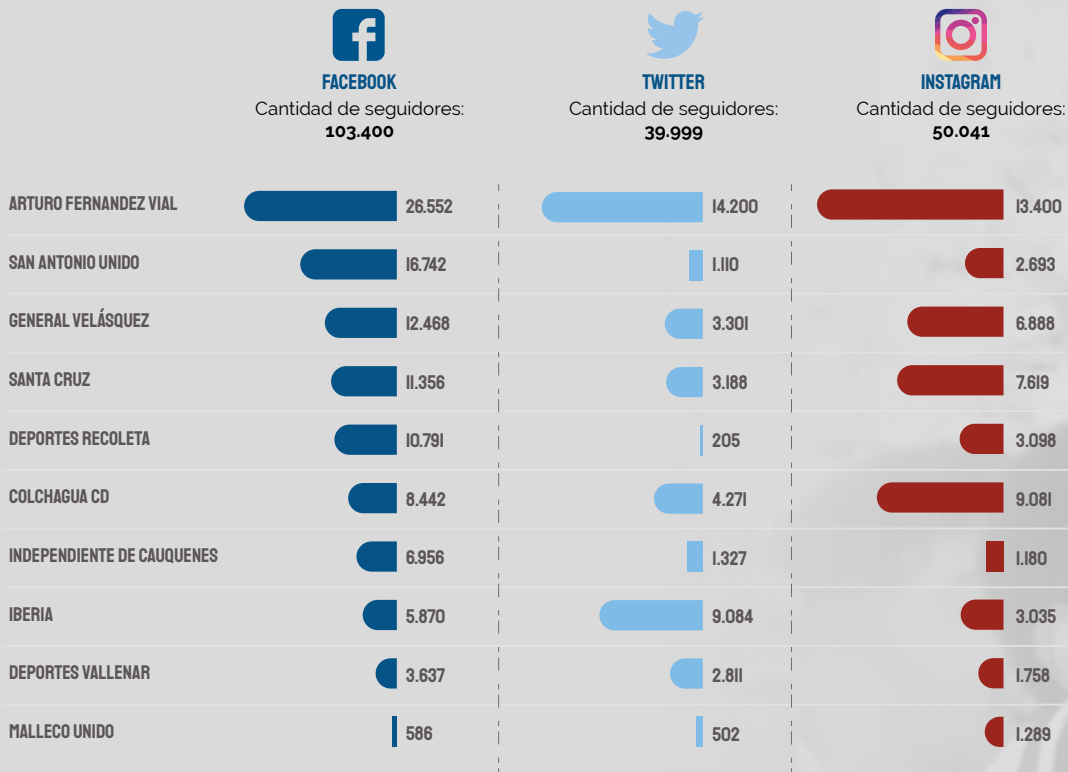 FACEBOOK
Cantidad de seguidores:
103.400
TWITTER
Cantidad de seguidores:
39.999
INSTAGRAM
Cantidad de seguidores:
50.041
ARTURO FERNANDEZ VIAL 26.552 14.200 13.400
SAN ANTONIO UNIDO 16.742 1.110 2.693
GENERAL VELÁSQUEZ 12.468 3.301 6.888
SANTA CRUZ 11.356 3.188 7.619
DEPORTES RECOLETA 10.791 205 3.098
COLCHAGUA CD 8.442 4.271 9.081
INDEPENDIENTE DE CAUQUENES 6.956 1.327 1.180
IBERIA 5.870 9.084 3.035
DEPORTES VALLENAR 3.637 2.811 1.758
MALLECO UNIDO 586 502 1.289